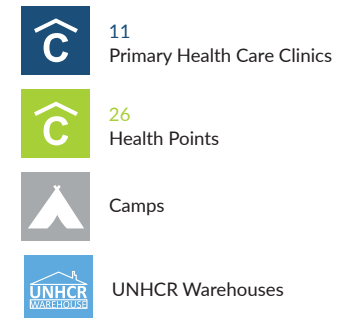 C
11
Primary Health Care Clinics
C
26
Health Points
Camps
UNHCR
WAREHOUSE
UNHCR Warehouses